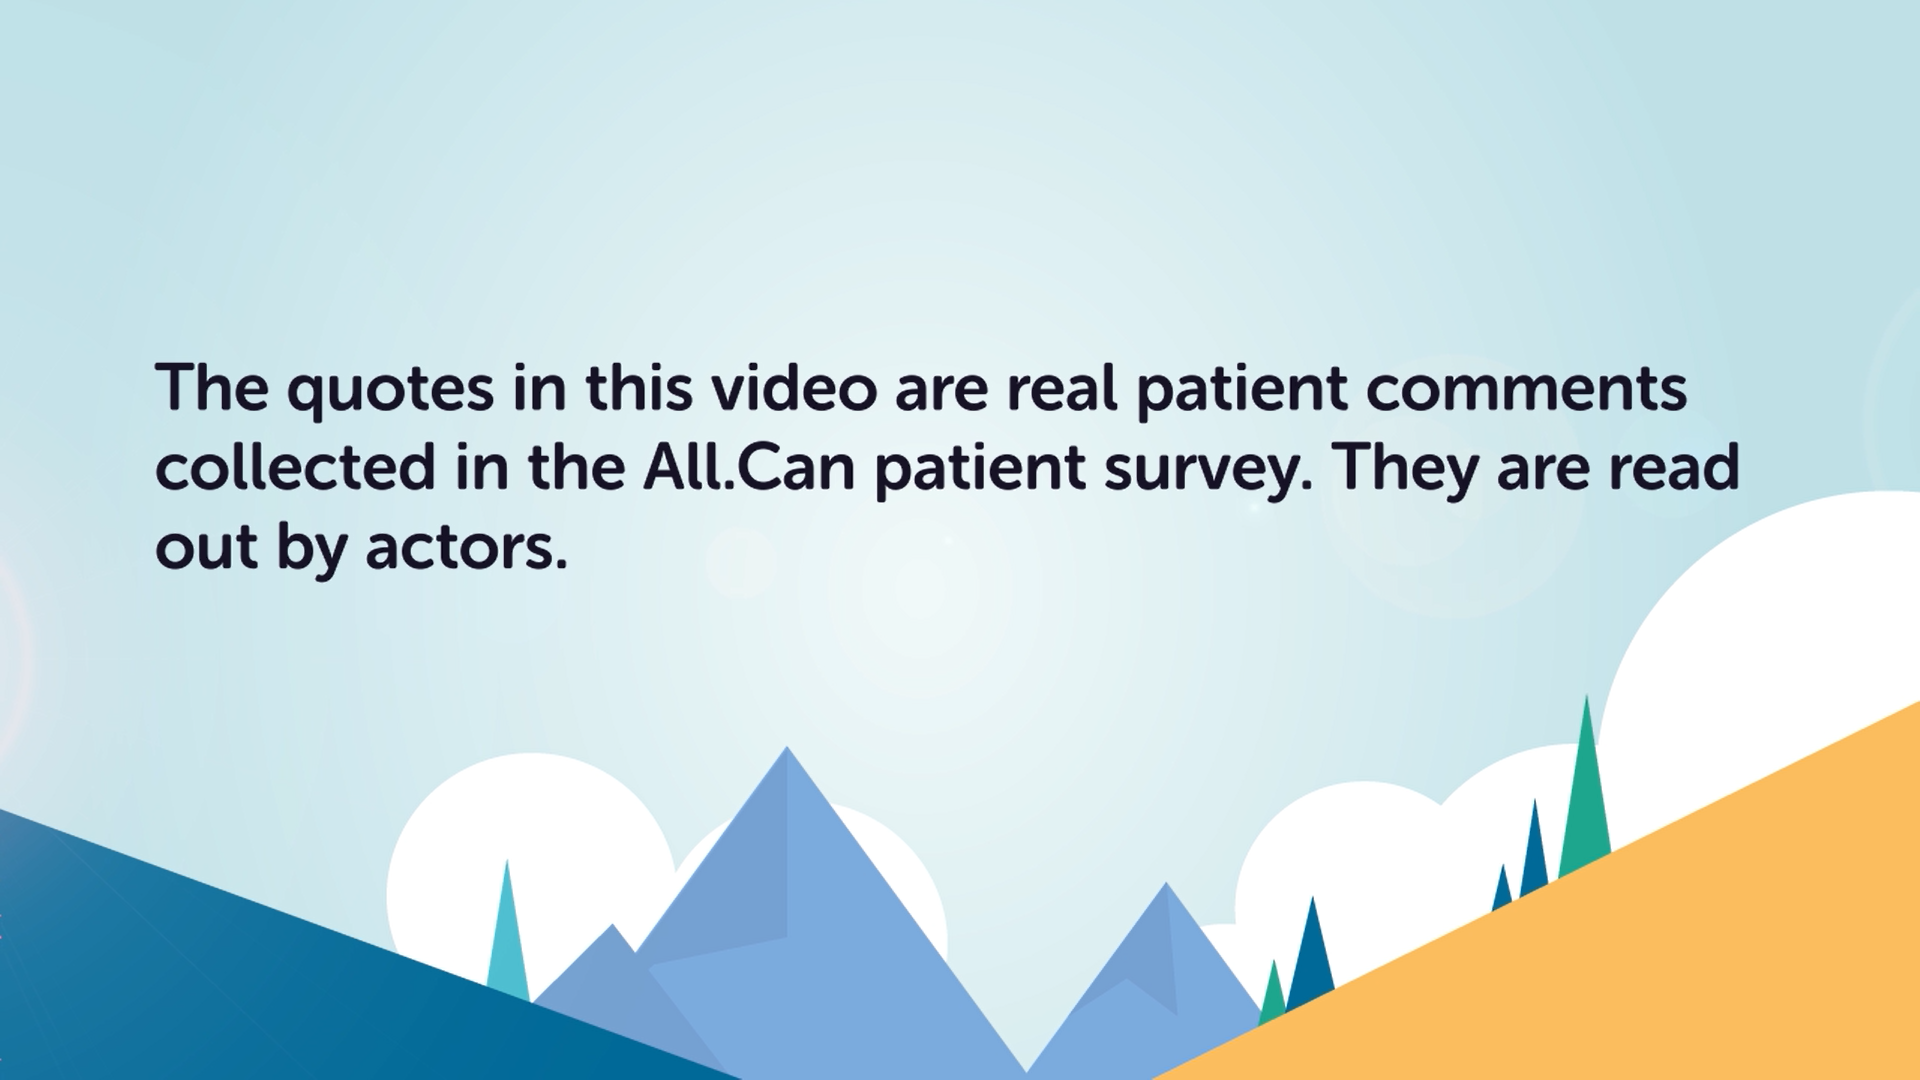 The quotes in this video are real patient comments
collected in the All.Can patient survey. They are read
out by actors.